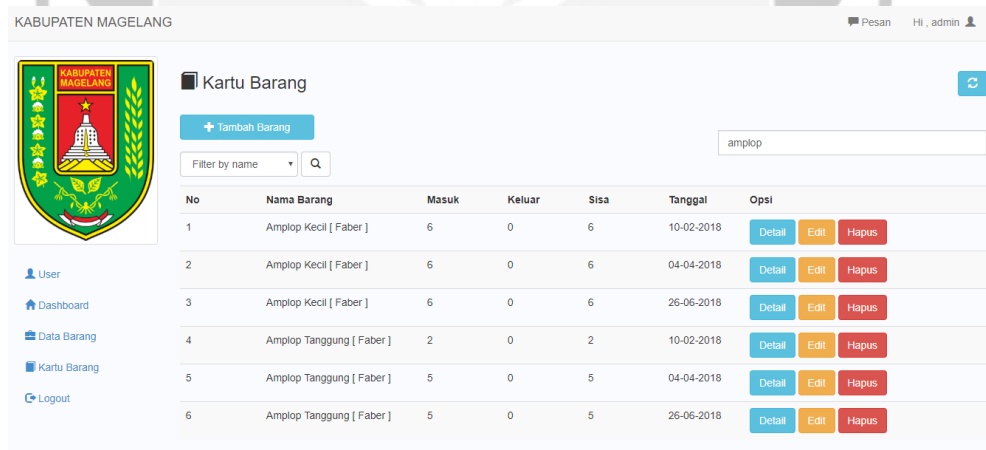 KABUPATEN MAGELANG
Pesan Hi , admin
KABUPATEN
MAGELANG
Kartu Barang
Tambah Barang
amplop
Filter by name
No Nama Barang Masuk Keluar Sisa Tanggal Opsi
1 Amplop Kecil [ Faber ] 6 0 6 10-02-2018 Detail Edit Hapus
2 Amplop Kecil [ Faber ] 6 0 6 04-04-2018 Detail Edit Hapus
3 Amplop Kecil [ Faber ] 6 0 6 26-06-2018 Detail Edit Hapus
4 Amplop Tanggung [ Faber ] 2 0 2 10-02-2018 Detail Edit Hapus
5 Amplop Tanggung [ Faber ] 5 0 5 04-04-2018 Detail Edit Hapus
6 Amplop Tanggung [ Faber ] 5 0 5 26-06-2018 Detail Edit Hapus
User
Dashboard
Data Barang
Kartu Barang
Logout